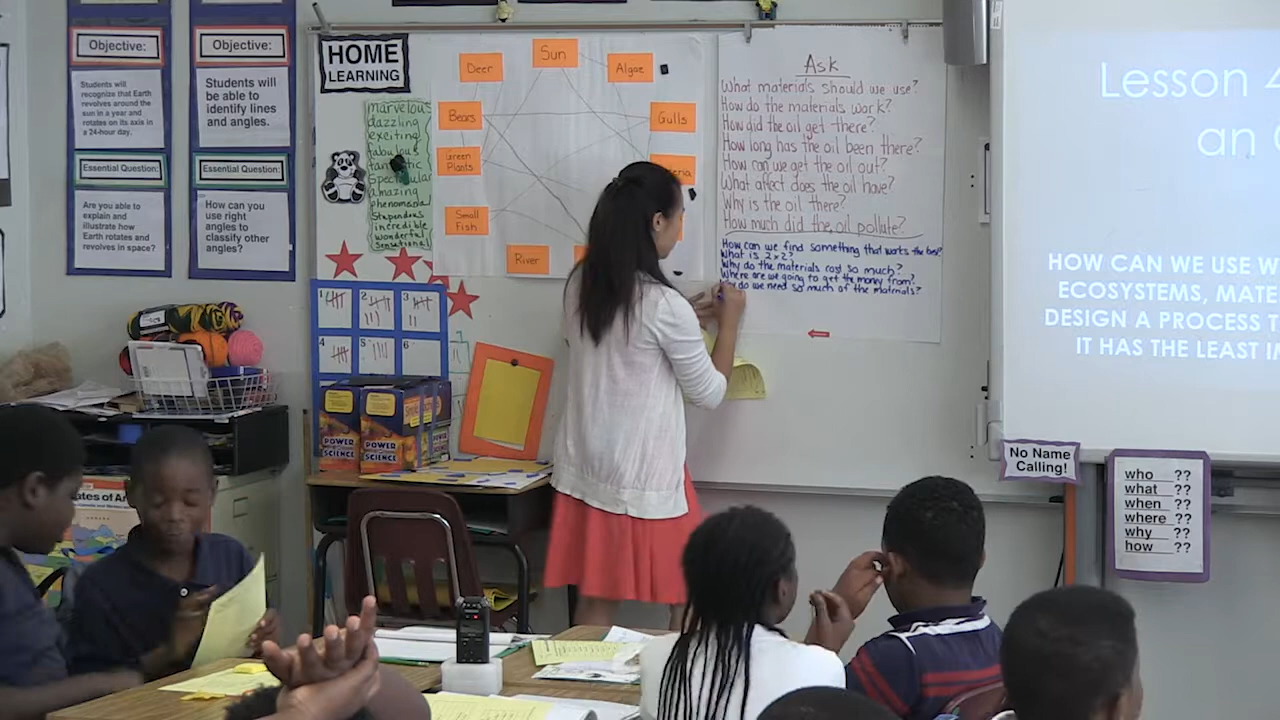 Objective:
Students will
recognize that Earth
revolves around the
sun in a year and
rotates on its axis in
a 24-hour day.
Essential Question:
Are you able to
explain and
illustrate how
Earth rotates and
revolves in space?
Objective:
Students will
be able to
identify lines
and angles.
Essential Question:
How can you
use right
angles to
classify other
angles?
HOME
LEARNING
marvelous
dazzling
exciting
fabulous
Spectacular
amazing
phenomenal
Stupendous
incredible
wonderful
Sensational
Sun
Deer
Algae
Bears
Gulls
Green
Plants
Small
Fish
River
1
2
3
4
5
6
POWER
SCIENCE
POWER
SCIENCE
Ask
What materials should we use?
How do the materials work?
How did the oil get there?
How long has the oil been there?
How can we get the oil out?
What affect does the oil have?
Why is the oil there?
How much did the oil pollute?
How can we find something that works the best?
What is 2x2?
Why do the materials cost so much?
Where are we going to get the money from?
do we need so much of the materials?
Lesson 4
an
HOW CAN WE USE
ECOSYSTEMS,
DESIGN A PROCESS
IT HAS THE LEAST
No Name
Calling!
who ??
what ??
when ??
where ??
why ??
how ??